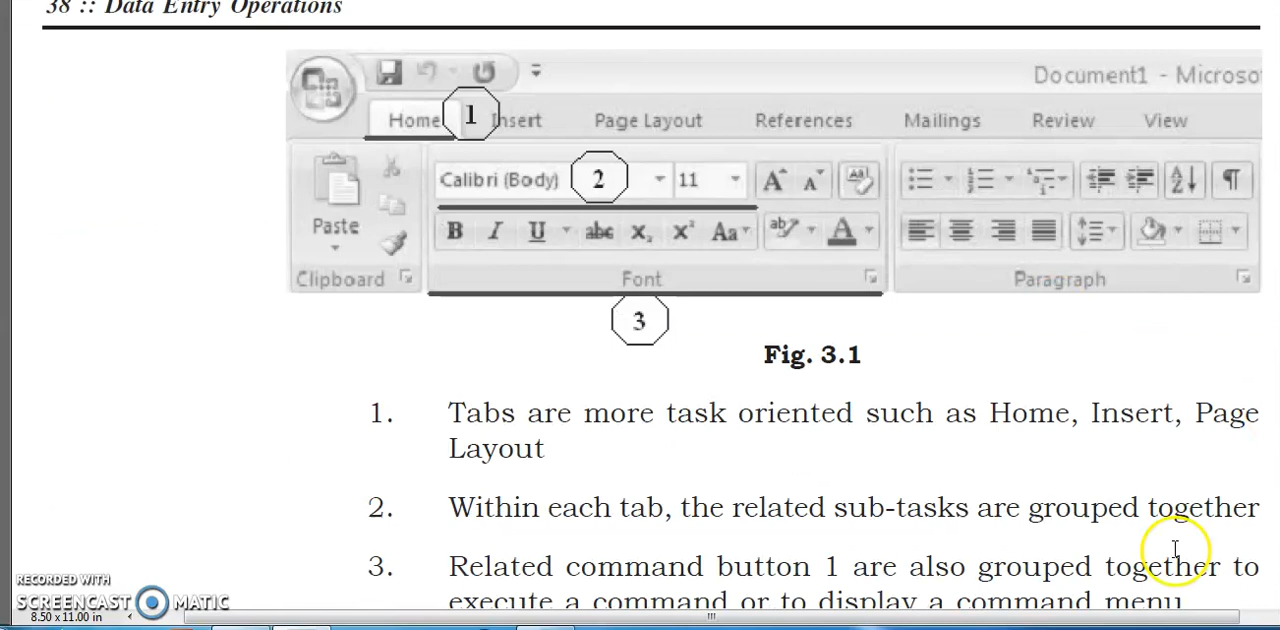 38 :: Data Entry Operations
Document1 - Microso
Home 1 Insert Page Layout References Mailings Review View
Calibri (Body) 2 11
Paste
B I U abc x₂ x² Aa ab A
Clipboard Font Paragraph
3
Fig. 3.1
1. Tabs are more task oriented such as Home, Insert, Page
Layout
2. Within each tab, the related sub-tasks are grouped together
3. Related command button 1 are also grouped together to
execute a command or to display a command menu
RECORDED WITH
SCREENCAST MATIC
8.50 x 11.00 in